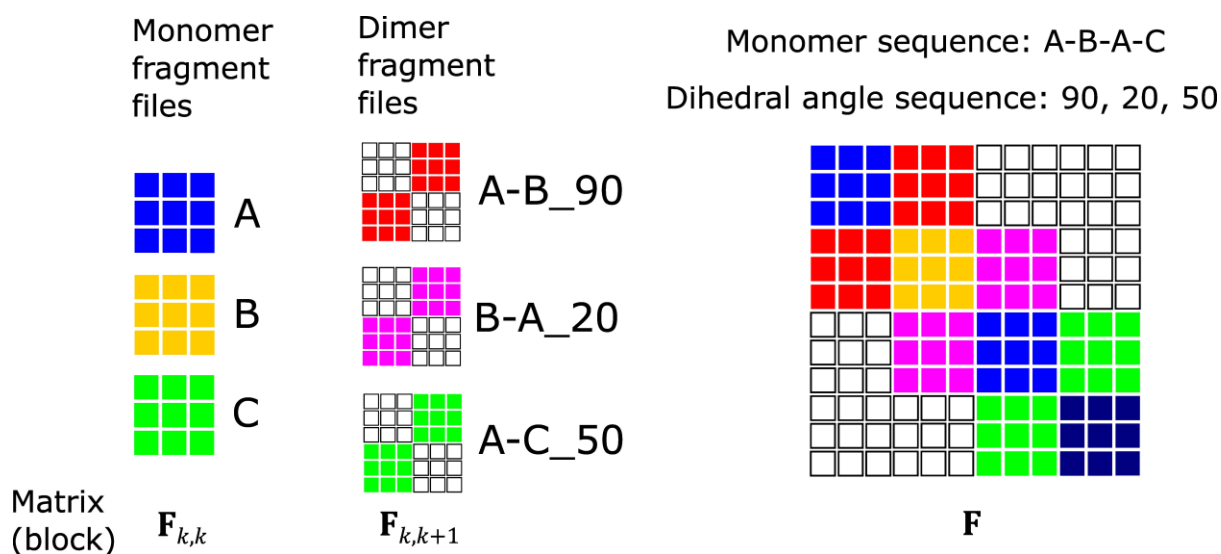 Monomer
fragment
files
Dimer
fragment
files
A
B
C
A-B_90
B-A_20
A-C_50
Matrix
(block)
F_{k,k}
F_{k,k+1}
Monomer sequence: A-B-A-C
Dihedral angle sequence: 90, 20, 50
F